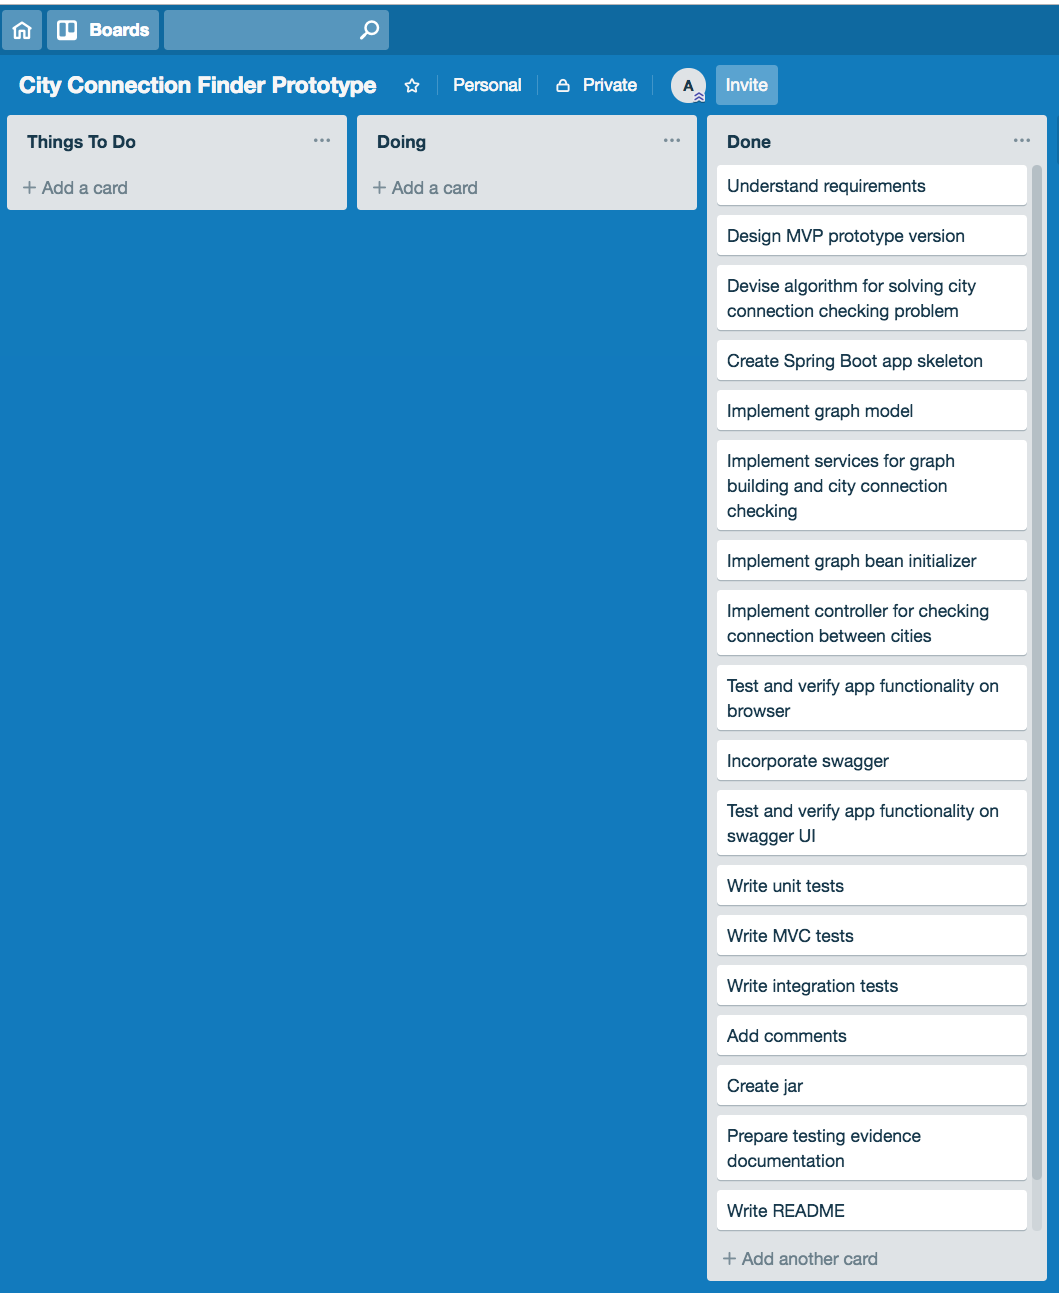 Boards
City Connection Finder Prototype
Personal
Private
A
Invite
Things To Do
+ Add a card
Doing
+ Add a card
Done
Understand requirements
Design MVP prototype version
Devise algorithm for solving city
connection checking problem
Create Spring Boot app skeleton
Implement graph model
Implement services for graph
building and city connection
checking
Implement graph bean initializer
Implement controller for checking
connection between cities
Test and verify app functionality on
browser
Incorporate swagger
Test and verify app functionality on
swagger UI
Write unit tests
Write MVC tests
Write integration tests
Add comments
Create jar
Prepare testing evidence
documentation
Write README
+ Add another card